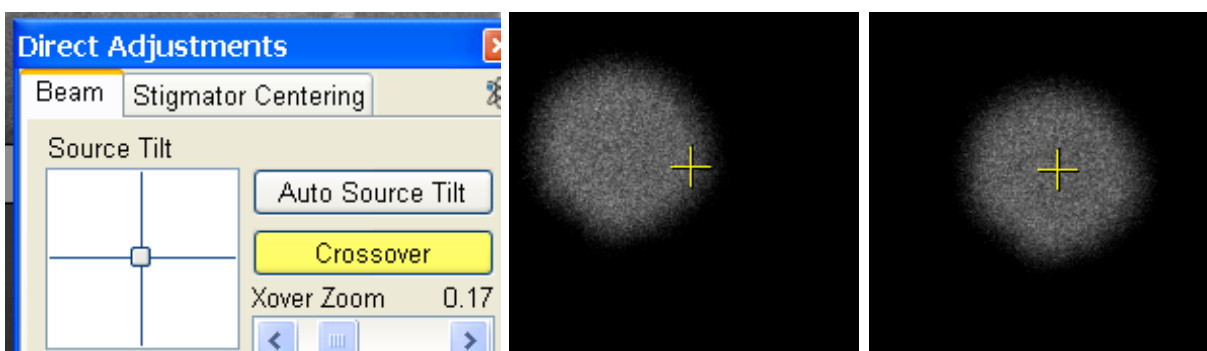 Direct Adjustments
Beam Stigmator Centering
Source Tilt
Auto Source Tilt
Crossover
Xover Zoom 0.17